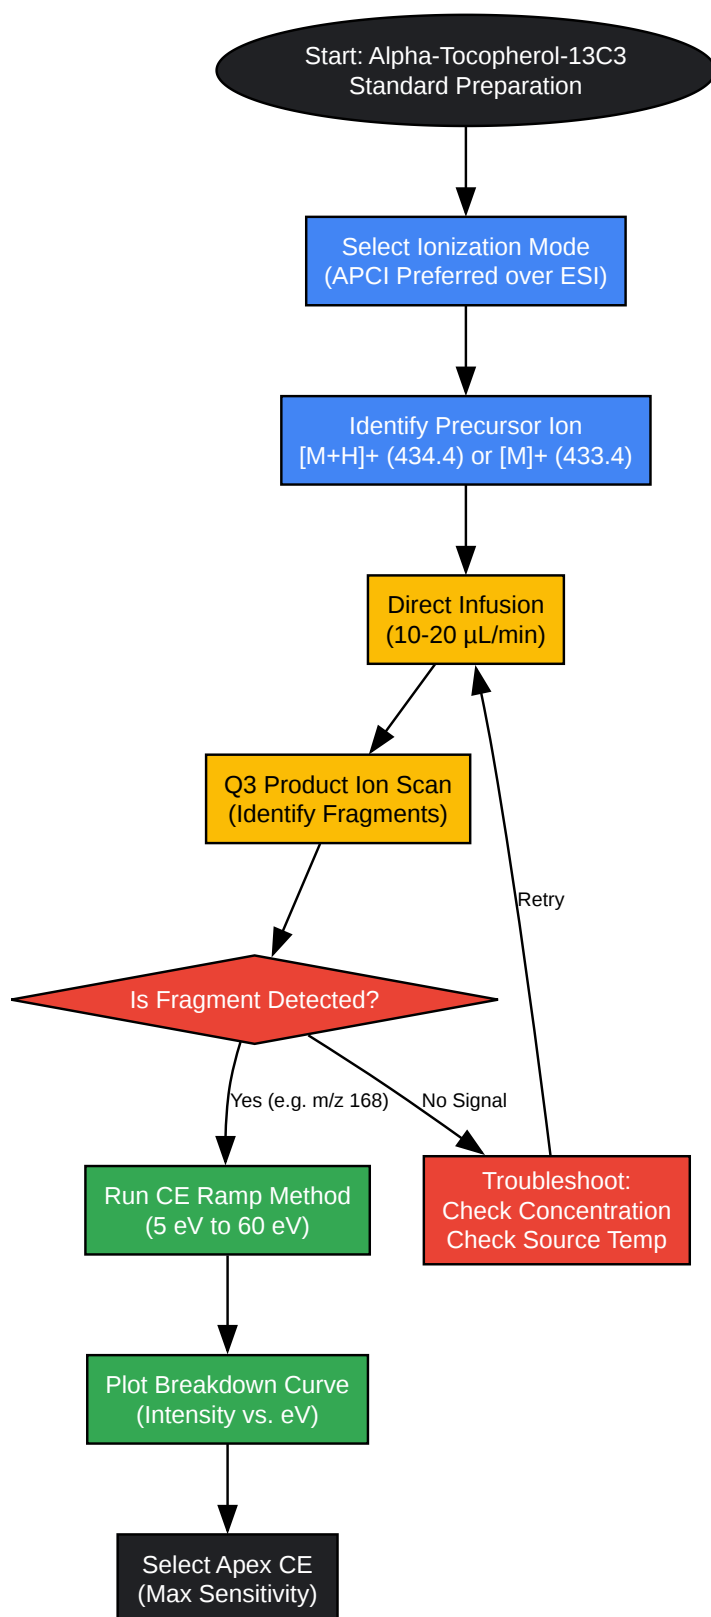 Start: Alpha-Tocopherol-13C3
Standard Preparation
Select Ionization Mode
(APCI Preferred over ESI)
Identify Precursor Ion
[M+H]+ (434.4) or [M]+ (433.4)
Direct Infusion
(10-20 µL/min)
Q3 Product Ion Scan
(Identify Fragments)
Retry
Is Fragment Detected?
Yes (e.g. m/z 168)
No Signal
Run CE Ramp Method
(5 eV to 60 eV)
Troubleshoot:
Check Concentration
Check Source Temp
Plot Breakdown Curve
(Intensity vs. eV)
Select Apex CE
(Max Sensitivity)